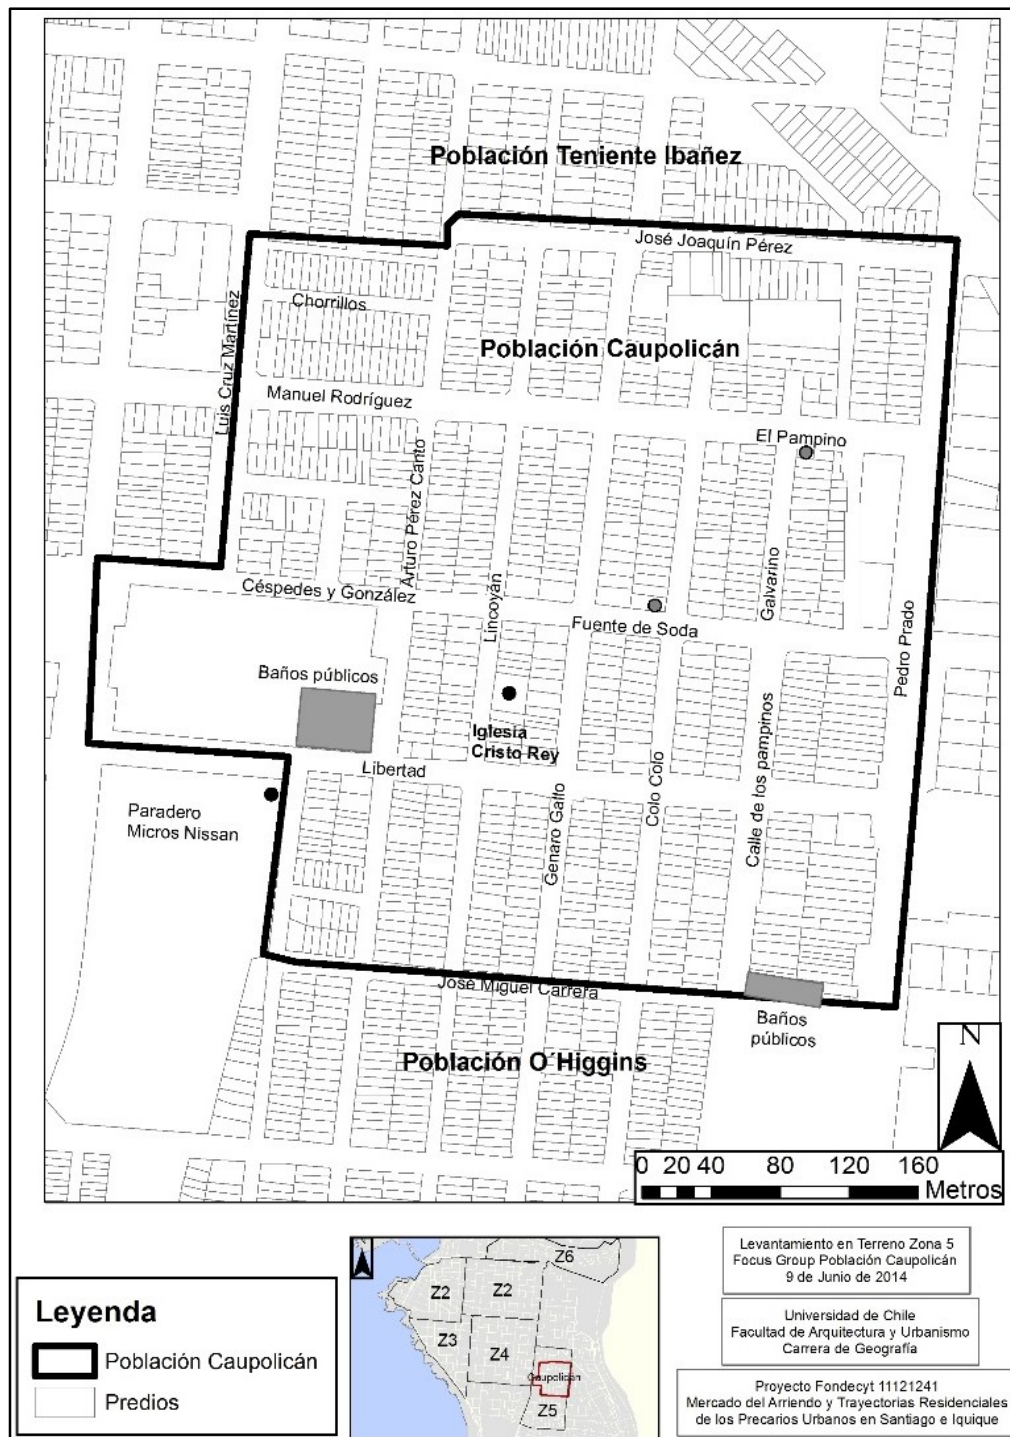 Población Teniente Ibañez
José Joaquín Pérez
Luis Cruz Martínez
Chorrillos
Población Caupolicán
Manuel Rodríguez
El Pampino
Arturo Pérez Canto
Lincoyán
Galvarino
Céspedes y González
Fuente de Soda
Pedro Prado
Baños públicos
Iglesia
Cristo Rey
Libertad
Colo Colo
Calle de los pampinos
Genaro Gallo
Paradero
Micros Nissan
José Miguel Carrera
Baños
públicos
Población O´Higgins
N
0 20 40 80 120 160
Metros
Leyenda
Población Caupolicán
Predios
Z6
Z2
Z2
Z3
Z4
Caupolicán
Z5
Levantamiento en Terreno Zona 5
Focus Group Población Caupolicán
9 de Junio de 2014
Universidad de Chile
Facultad de Arquitectura y Urbanismo
Carrera de Geografía
Proyecto Fondecyt 11121241
Mercado del Arriendo y Trayectorias Residenciales
de los Precarios Urbanos en Santiago e Iquique